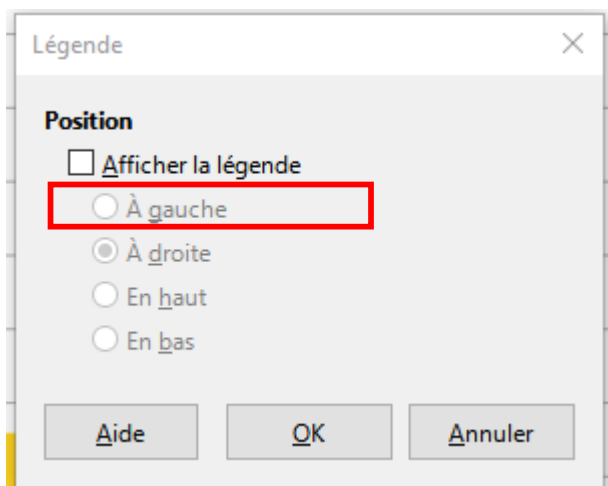 Légende
Position
Afficher la légende
À gauche
À droite
En haut
En bas
Aide OK Annuler